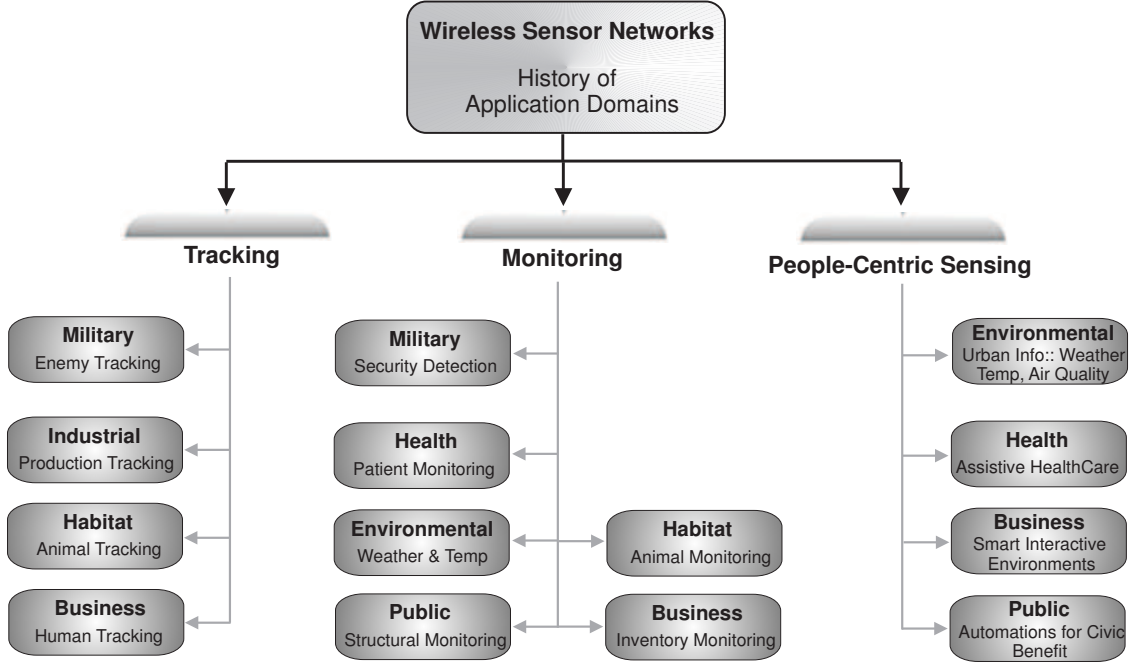 Wireless Sensor Networks
History of
Application Domains
Tracking
Monitoring
People-Centric Sensing
Military
Enemy Tracking
Industrial
Production Tracking
Habitat
Animal Tracking
Business
Human Tracking
Military
Security Detection
Health
Patient Monitoring
Environmental
Weather & Temp
Public
Structural Monitoring
Habitat
Animal Monitoring
Business
Inventory Monitoring
Environmental
Urban Info:: Weather
Temp, Air Quality
Health
Assistive HealthCare
Business
Smart Interactive
Environments
Public
Automations for Civic
Benefit